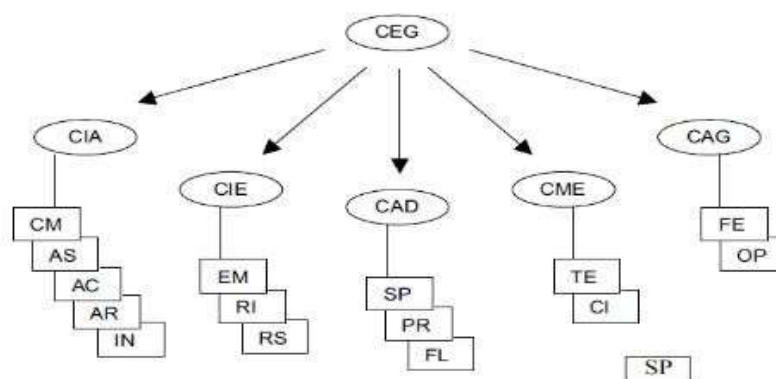 CEG
CIA
CAG
CIE
CAD
CME
CM
AS
AC
AR
IN
EM
RI
RS
SP
PR
FL
TE
CI
FE
OP
SP